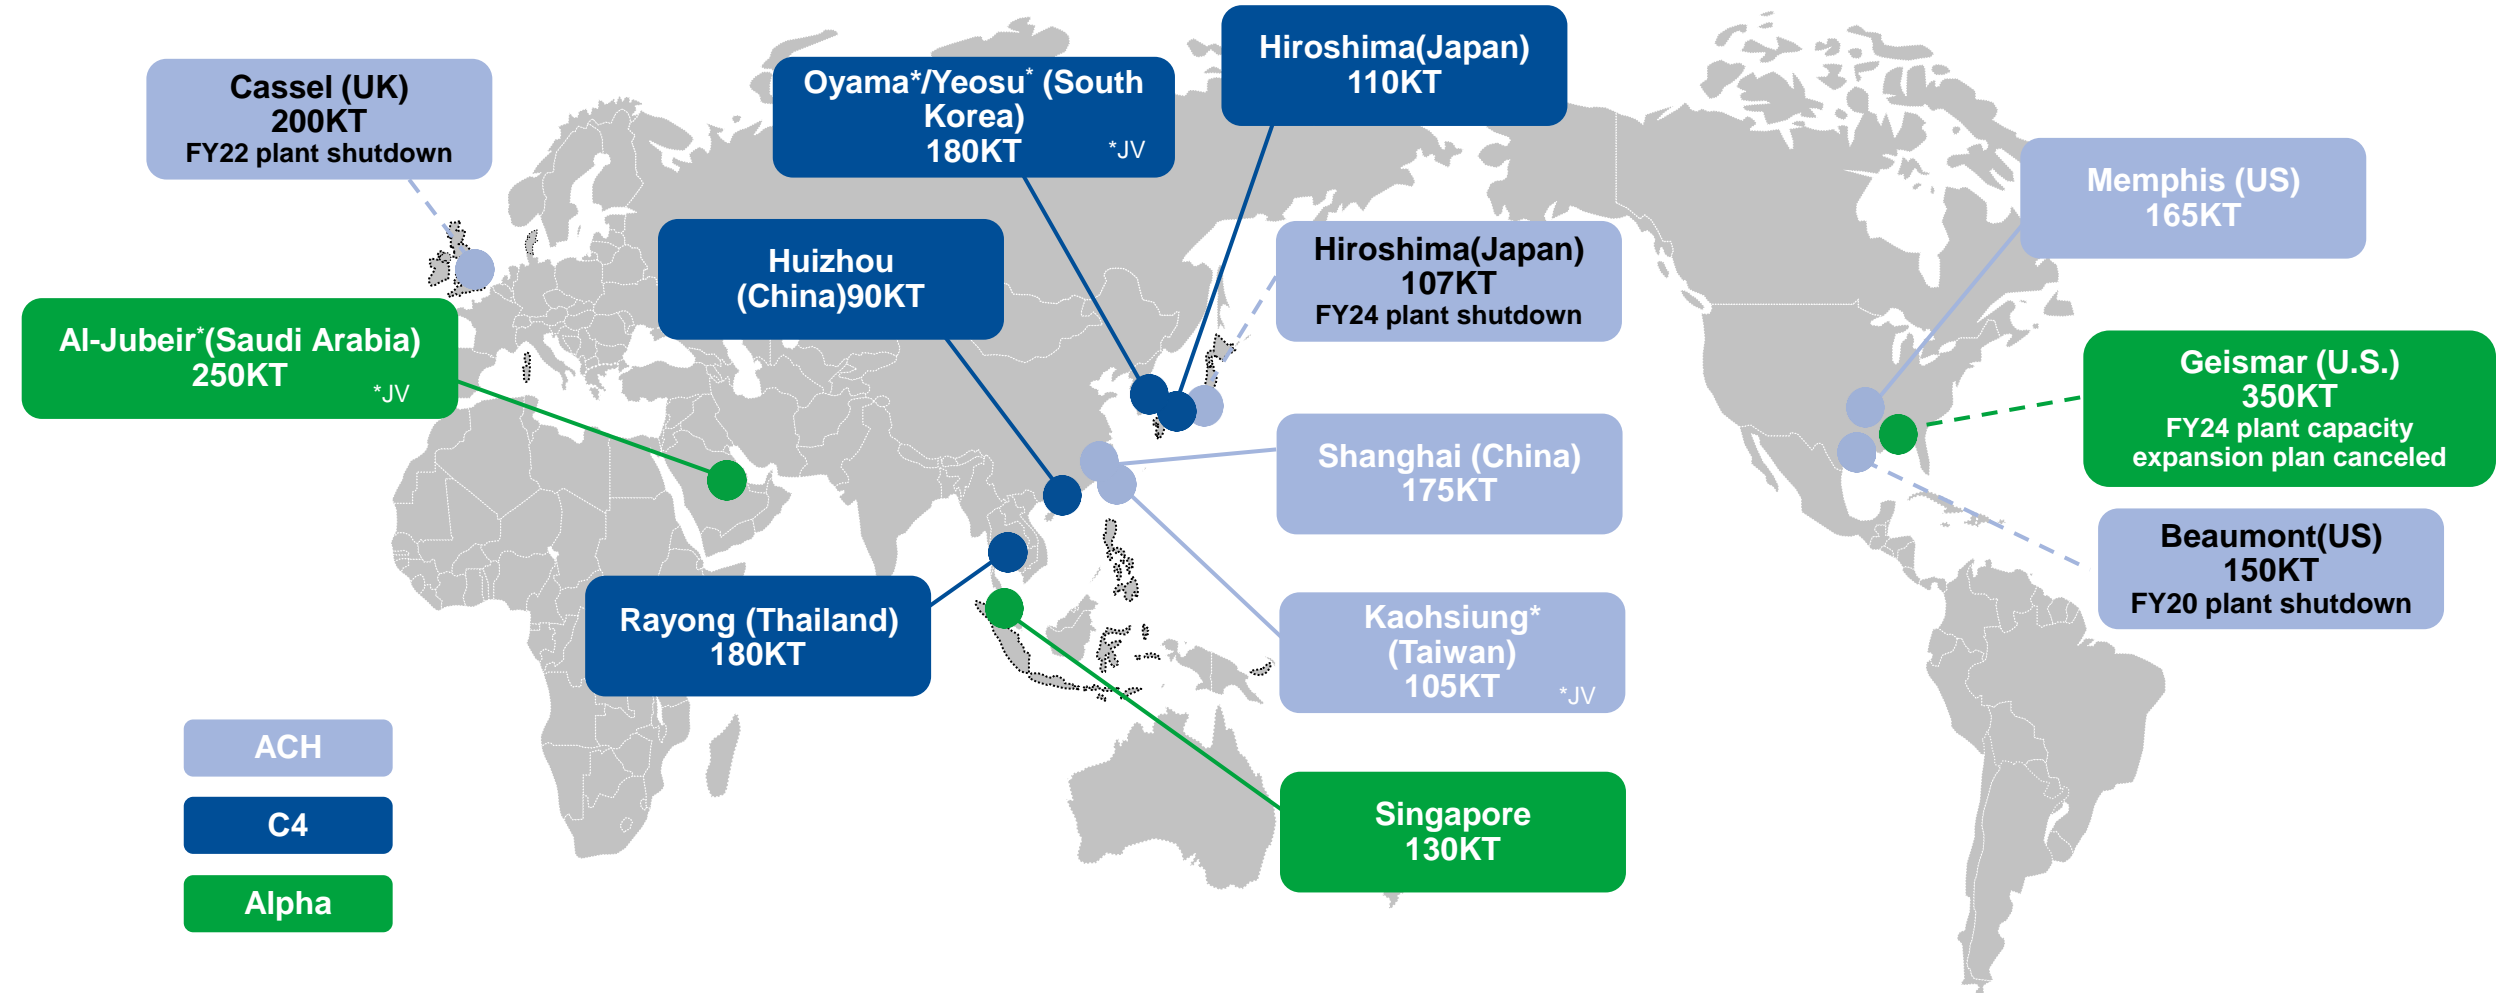 Hiroshima(Japan)
110KT
Cassel (UK)
200KT
FY22 plant shutdown
Oyama*/Yeosu* (South
Korea)
180KT
*JV
Memphis (US)
165KT
Huizhou
(China)90KT
Hiroshima(Japan)
107KT
FY24 plant shutdown
Al-Jubeir*(Saudi Arabia)
250KT
*JV
Geismar (U.S.)
350KT
FY24 plant capacity
expansion plan canceled
Shanghai (China)
175KT
Beaumont(US)
150KT
FY20 plant shutdown
Rayong (Thailand)
180KT
Kaohsiung*
(Taiwan)
105KT
*JV
Singapore
130KT
ACH
C4
Alpha